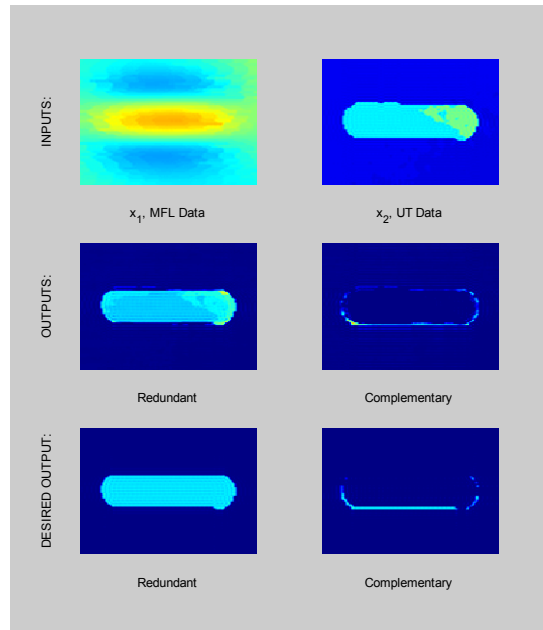 INPUTS:
x1, MFL Data
x2, UT Data
OUTPUTS:
Redundant
Complementary
DESIRED OUTPUT:
Redundant
Complementary